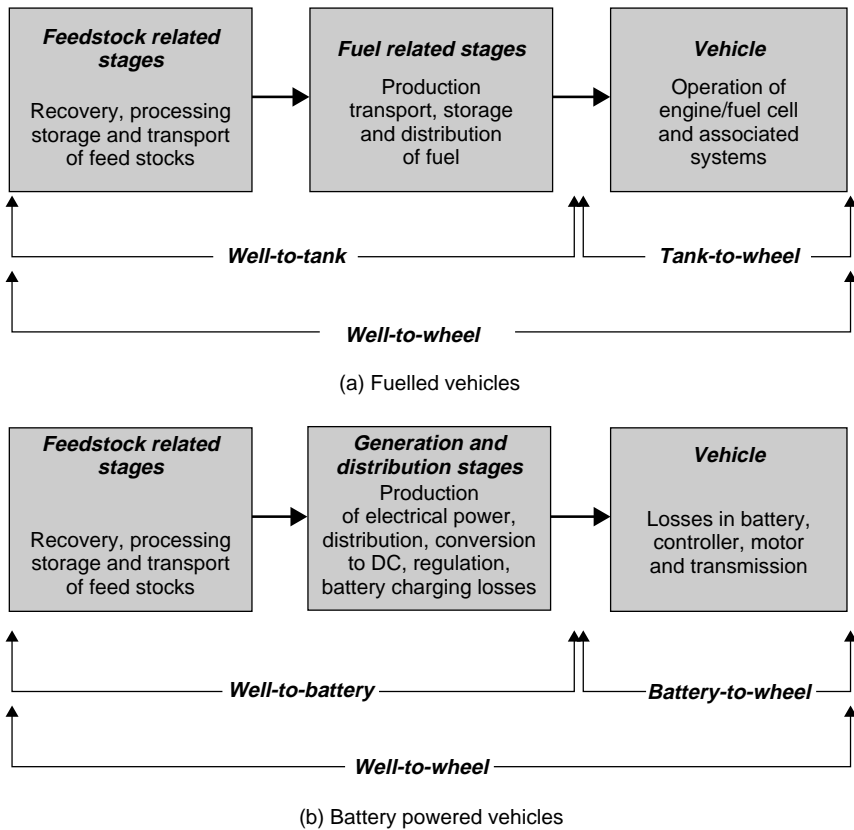 Feedstock related
stages
Recovery, processing
storage and transport
of feed stocks
Fuel related stages
Production
transport, storage
and distribution
of fuel
Vehicle
Operation of
engine/fuel cell
and associated
systems
Well-to-tank
Tank-to-wheel
Well-to-wheel
(a) Fuelled vehicles
Feedstock related
stages
Recovery, processing
storage and transport
of feed stocks
Generation and
distribution stages
Production
of electrical power,
distribution, conversion
to DC, regulation,
battery charging losses
Vehicle
Losses in battery,
controller, motor
and transmission
Well-to-battery
Battery-to-wheel
Well-to-wheel
(b) Battery powered vehicles